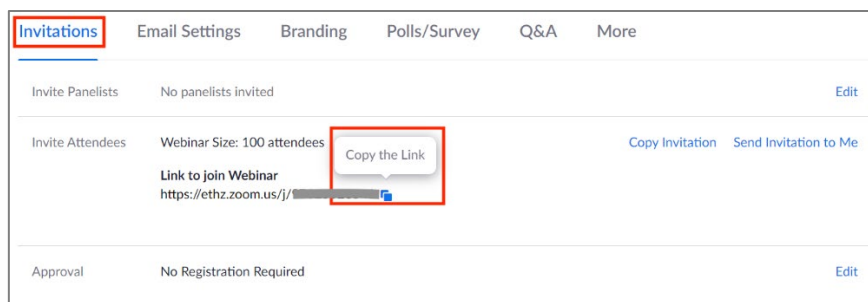 Invitations Email Settings Branding Polls/Survey Q&A More
Invite Panelists No panelists invited Edit
Invite Attendees Webinar Size: 100 attendees Copy the Link Copy Invitation Send Invitation to Me
Link to join Webinar
https://ethz.zoom.us/j/
Approval No Registration Required Edit